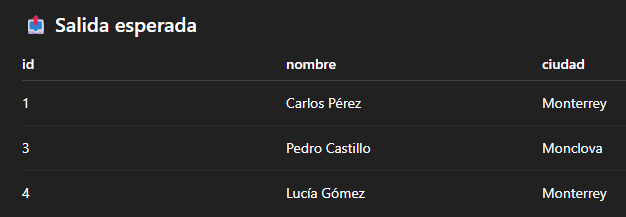 Salida esperada
id nombre ciudad
1 Carlos Pérez Monterrey
3 Pedro Castillo Monclova
4 Lucía Gómez Monterrey